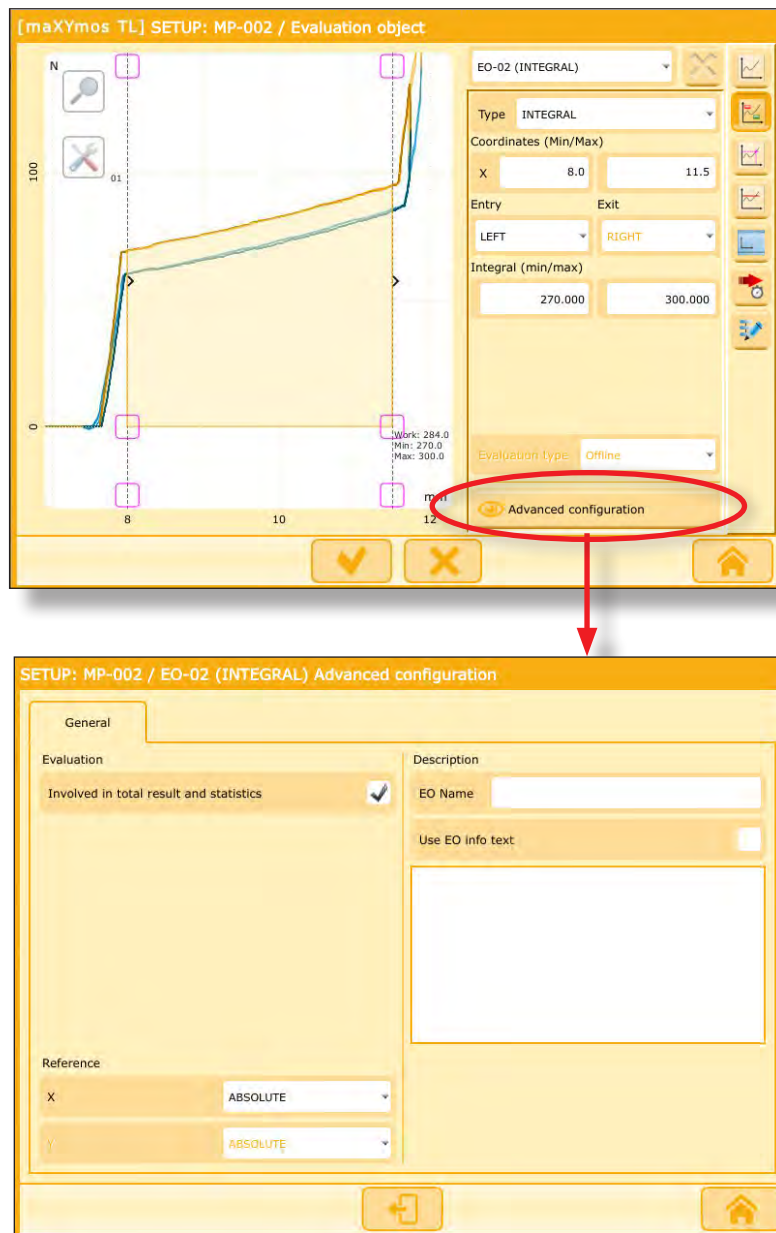 [maXYmos TL] SETUP: MP-002 / Evaluation object
N
EO-02 (INTEGRAL)
Type INTEGRAL
Coordinates (Min/Max)
X 8.0 11.5
Entry Exit
LEFT RIGHT
Integral (min/max)
270.000 300.000
Evaluation type Offline
Advanced configuration
100
01
0
Work: 284.0
Min: 270.0
Max: 300.0
8 10 12
SETUP: MP-002 / EO-02 (INTEGRAL) Advanced configuration
General
Evaluation
Involved in total result and statistics
Reference
X ABSOLUTE
Y ABSOLUTE
Description
EO Name
Use EO info text